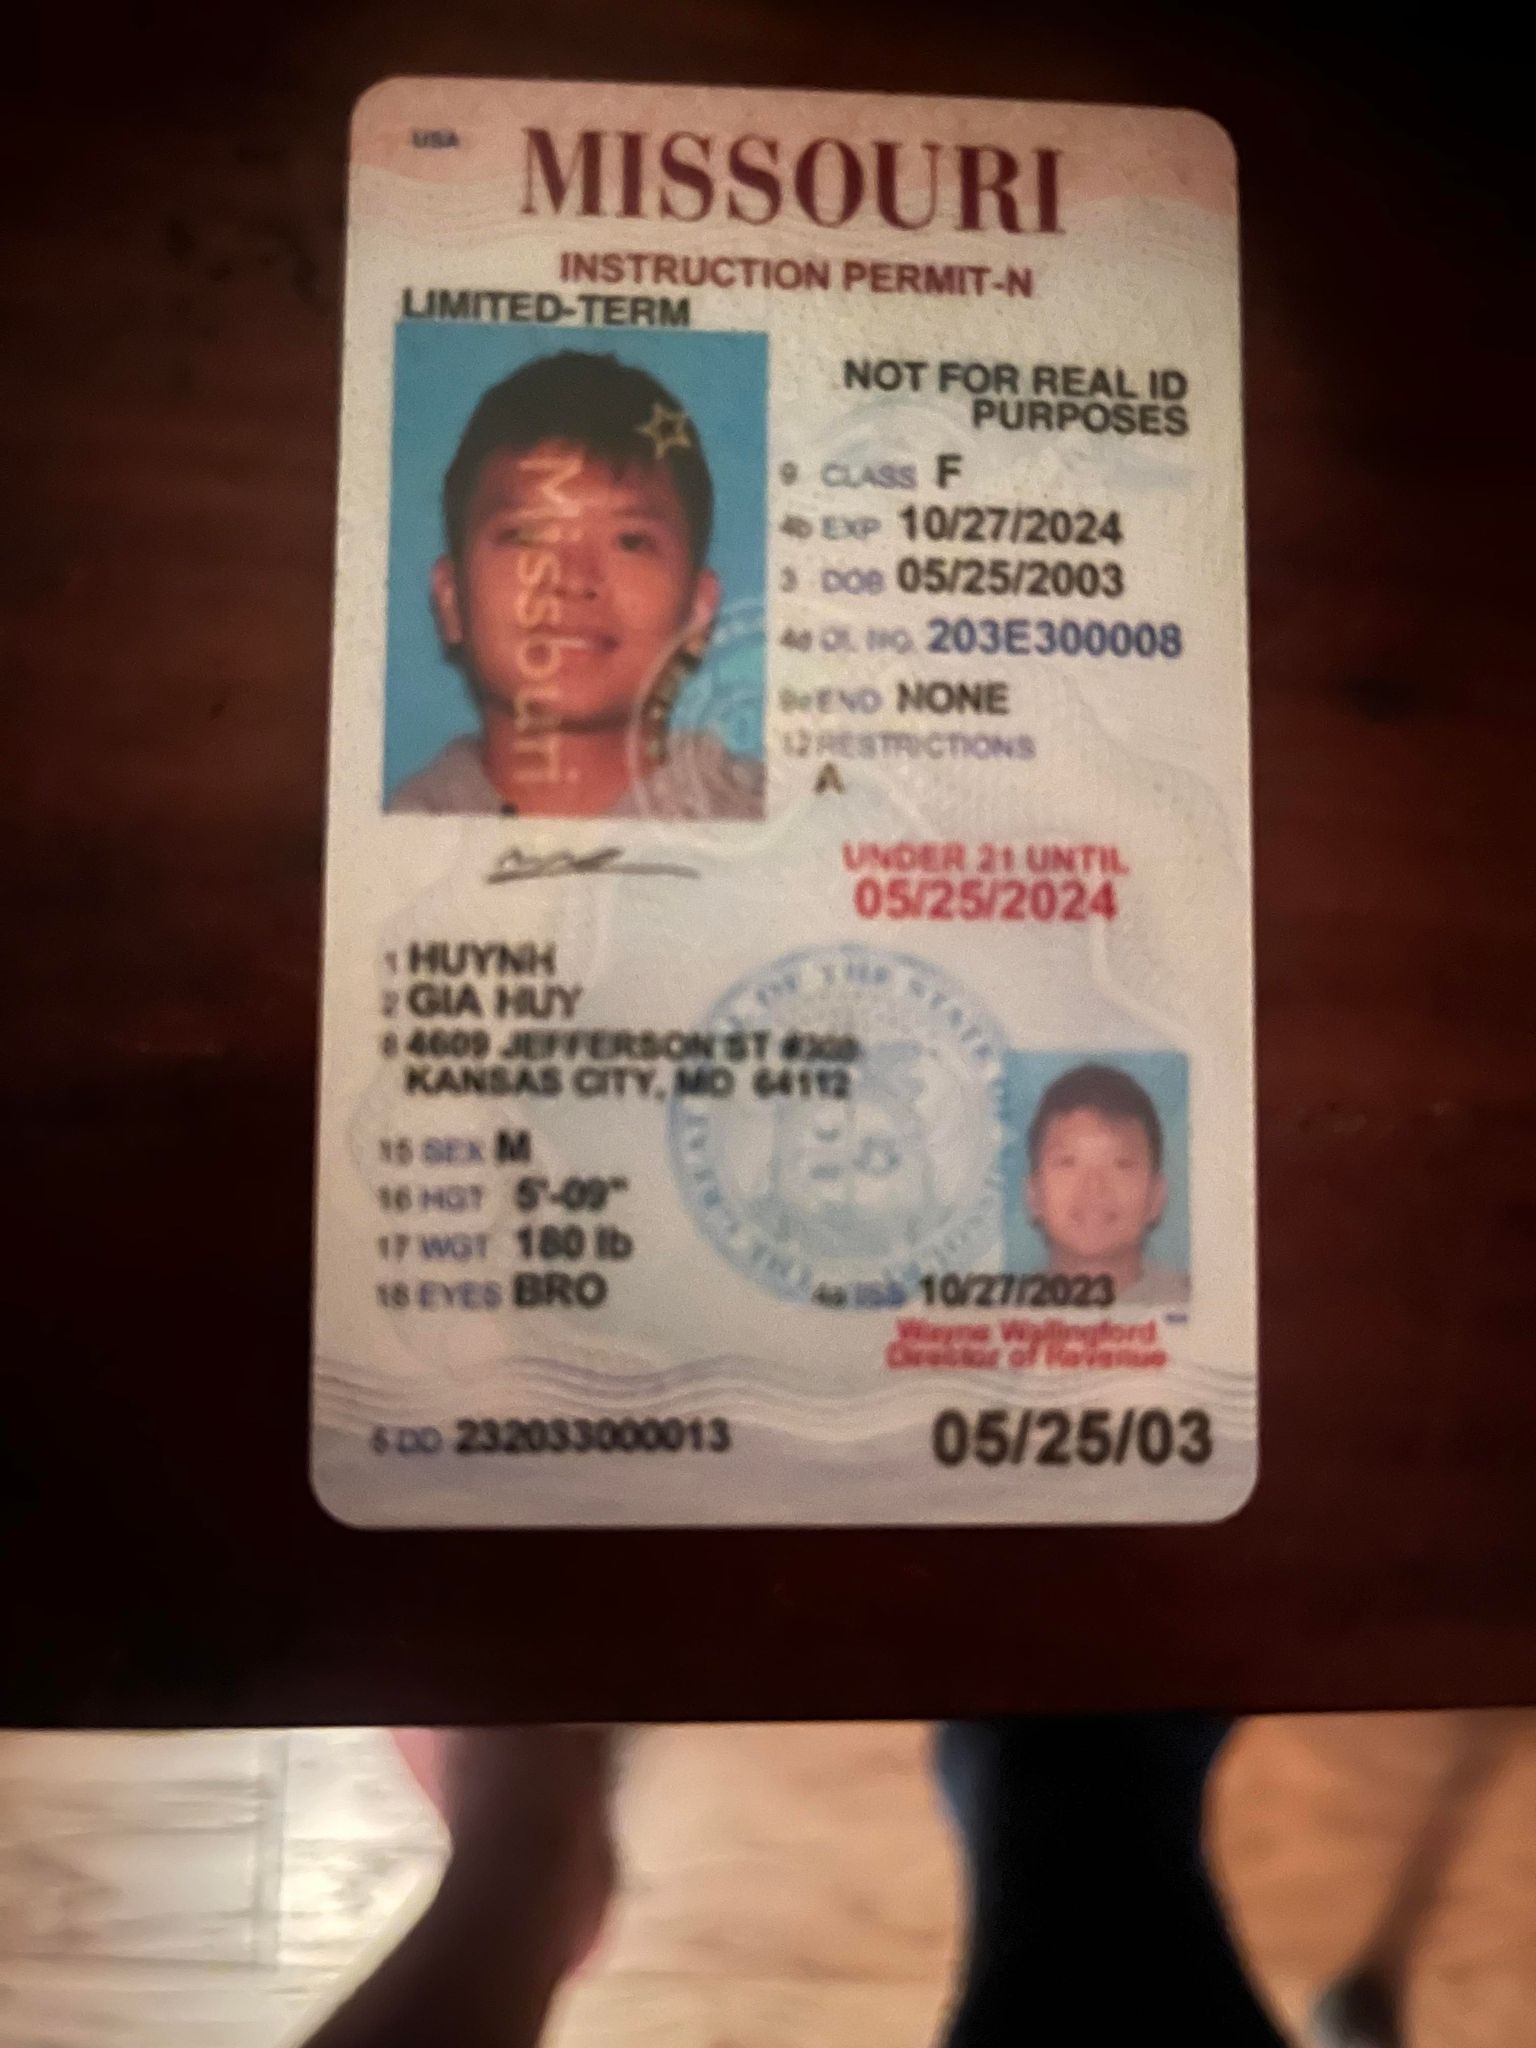 USA
MISSOURI
INSTRUCTION PERMIT-N
LIMITED-TERM
NOT FOR REAL ID
PURPOSES
Missouri
9 CLASS F
4b EXP 10/27/2024
3 DOB 05/25/2003
4d DL NO. 203E300008
9a END NONE
12 RESTRICTIONS
A
UNDER 21 UNTIL
05/25/2024
1 HUYNH
2 GIA HUY
8 4609 JEFFERSON ST
KANSAS CITY, MO 64112
15 SEX M
16 HGT 5'-09"
17 WGT 180 lb
18 EYES BRO
4a ISS 10/27/2023
Wayne Wallingford
Director of Revenue
5 DD 232033000013
05/25/03